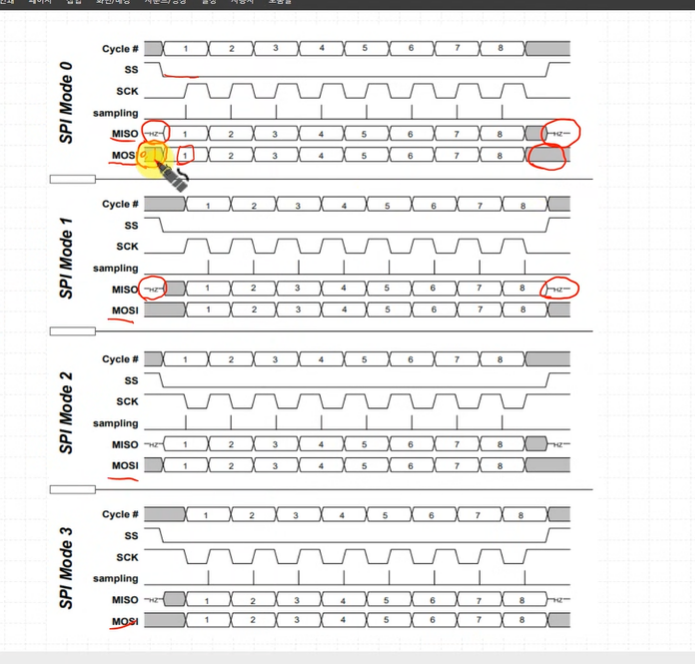 SPI Mode 0
Cycle # 1 2 3 4 5 6 7 8
SS
SCK
sampling
MISO HZ 1 2 3 4 5 6 7 8 HZ
MOSI 1 2 3 4 5 6 7 8
SPI Mode 1
Cycle # 1 2 3 4 5 6 7 8
SS
SCK
sampling
MISO HZ 1 2 3 4 5 6 7 8 HZ
MOSI 1 2 3 4 5 6 7 8
SPI Mode 2
Cycle # 1 2 3 4 5 6 7 8
SS
SCK
sampling
MISO HZ 1 2 3 4 5 6 7 8 HZ
MOSI 1 2 3 4 5 6 7 8
SPI Mode 3
Cycle # 1 2 3 4 5 6 7 8
SS
SCK
sampling
MISO HZ 1 2 3 4 5 6 7 8 HZ
MOSI 1 2 3 4 5 6 7 8